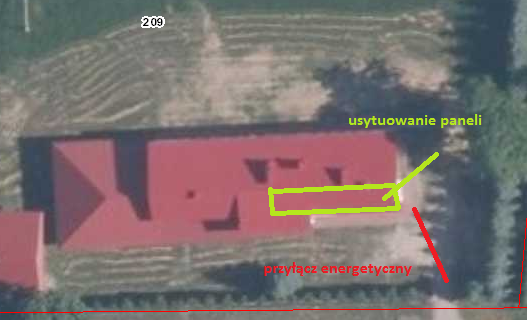 209
usytuowanie paneli
przyłącz energetyczny